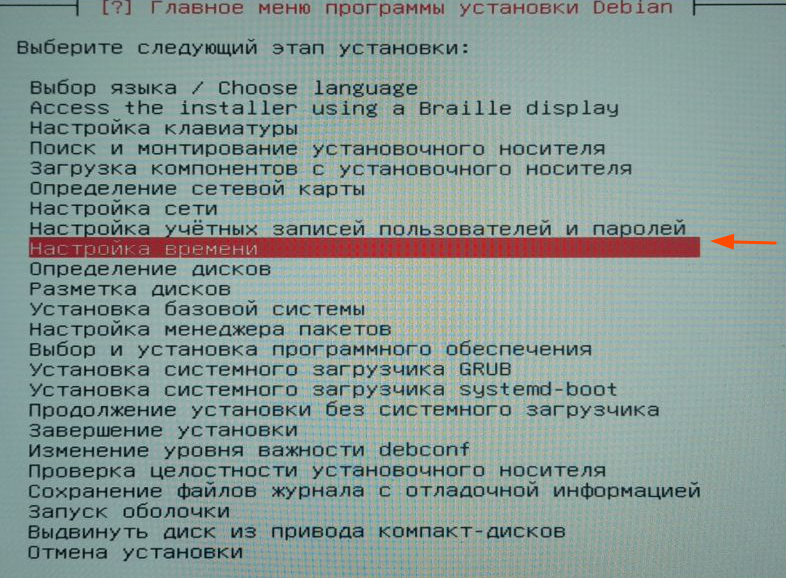 [?] Главное меню программы установки Debian
Выберите следующий этап установки:
Выбор языка / Choose language
Access the installer using a Braille display
Настройка клавиатуры
Поиск и монтирование установочного носителя
Загрузка компонентов с установочного носителя
Определение сетевой карты
Настройка сети
Настройка учётных записей пользователей и паролей
Настройка времени
Определение дисков
Разметка дисков
Установка базовой системы
Настройка менеджера пакетов
Выбор и установка программного обеспечения
Установка системного загрузчика GRUB
Установка системного загрузчика systemd-boot
Продолжение установки без системного загрузчика
Завершение установки
Изменение уровня важности debconf
Проверка целостности установочного носителя
Сохранение файлов журнала с отладочной информацией
Запуск оболочки
Выдвинуть диск из привода компакт-дисков
Отмена установки